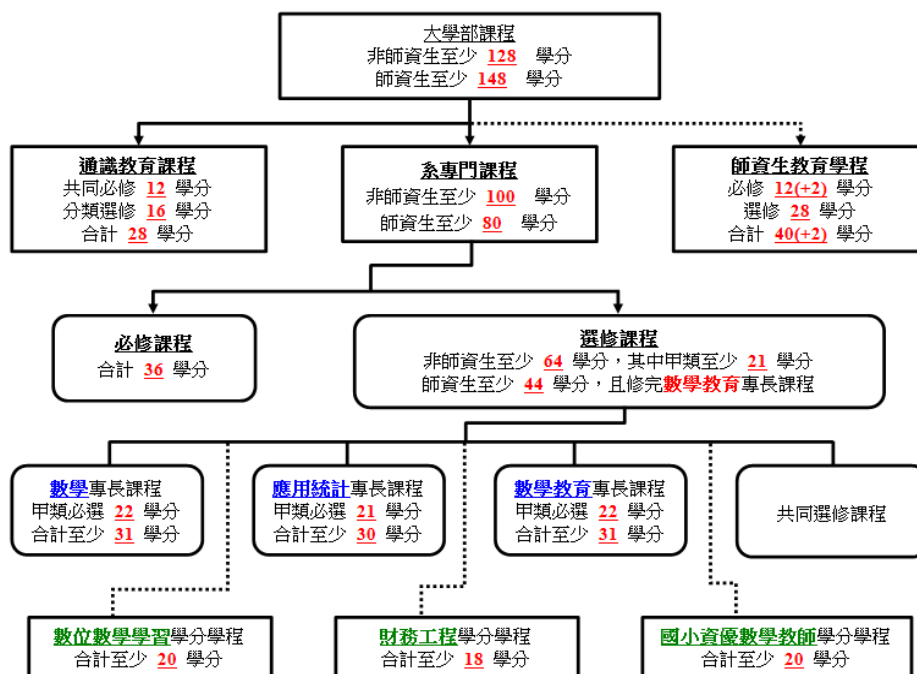 大學部課程
非師資生至少 128 學分
師資生至少 148 學分
通識教育課程
共同必修 12 學分
分類選修 16 學分
合計 28 學分
系專門課程
非師資生至少 100 學分
師資生至少 80 學分
師資生教育學程
必修 12(+2) 學分
選修 28 學分
合計 40(+2) 學分
必修課程
合計 36 學分
選修課程
非師資生至少 64 學分，其中甲類至少 21 學分
師資生至少 44 學分，且修完數學教育專長課程
數學專長課程
甲類必選 22 學分
合計至少 31 學分
應用統計專長課程
甲類必選 21 學分
合計至少 30 學分
數學教育專長課程
甲類必選 22 學分
合計至少 31 學分
共同選修課程
數位數學學習學分學程
合計至少 20 學分
財務工程學分學程
合計至少 18 學分
國小資優數學教師學分學程
合計至少 20 學分